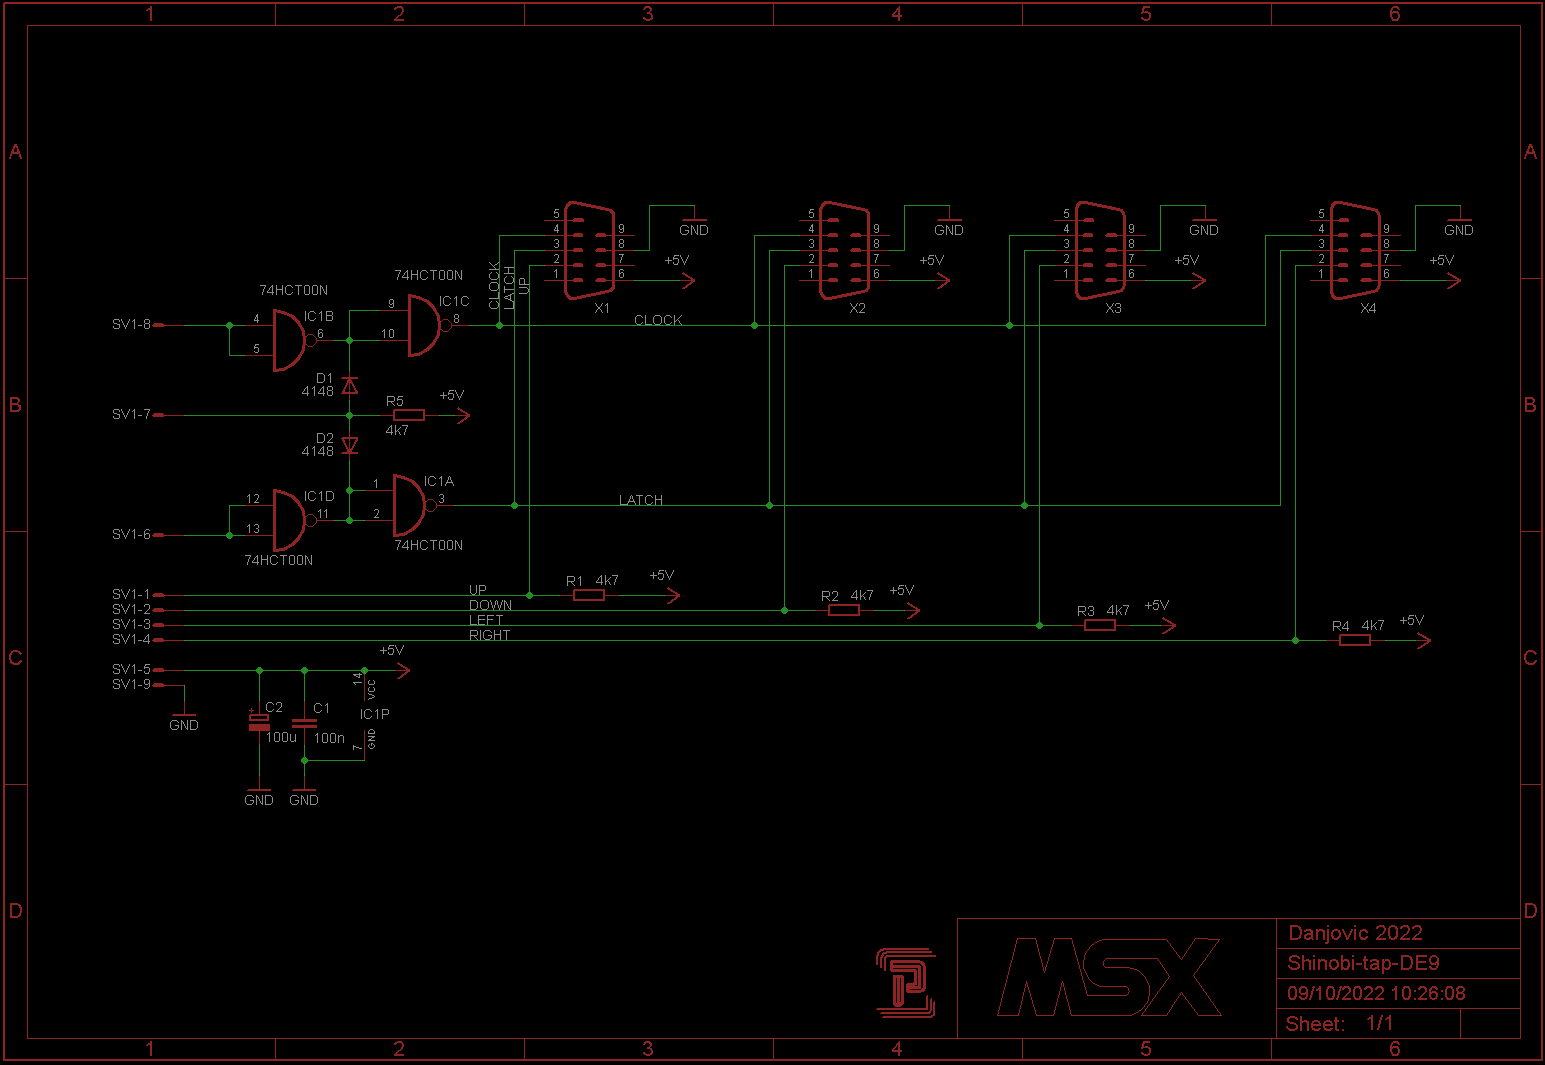 1 2 3 4 5 6
A A
5 4 3 2 1 9 8 7 6 GND +5V X1
5 4 3 2 1 9 8 7 6 GND +5V X2
5 4 3 2 1 9 8 7 6 GND +5V X3
5 4 3 2 1 9 8 7 6 GND +5V X4
CLOCK
LATCH
UP
74HCT00N
74HCT00N
SV1-8 4 5 IC1B 6 9 10 IC1C 8 CLOCK
D1
4148
B B
SV1-7 R5 +5V
4k7
D2
4148
SV1-6 12 13 IC1D 11 1 2 IC1A 3 LATCH
74HCT00N
74HCT00N
SV1-1 UP R1 4k7 +5V
SV1-2 DOWN R2 4k7 +5V
SV1-3 LEFT R3 4k7 +5V
SV1-4 RIGHT R4 4k7 +5V
C C
SV1-5 +5V
SV1-9
GND
+ C2 100u
C1 100n
14 VCC
IC1P
7 GND
GND GND
D D
MSX
Danjovic 2022
Shinobi-tap-DE9
09/10/2022 10:26:08
Sheet: 1/1
1 2 3 4 5 6